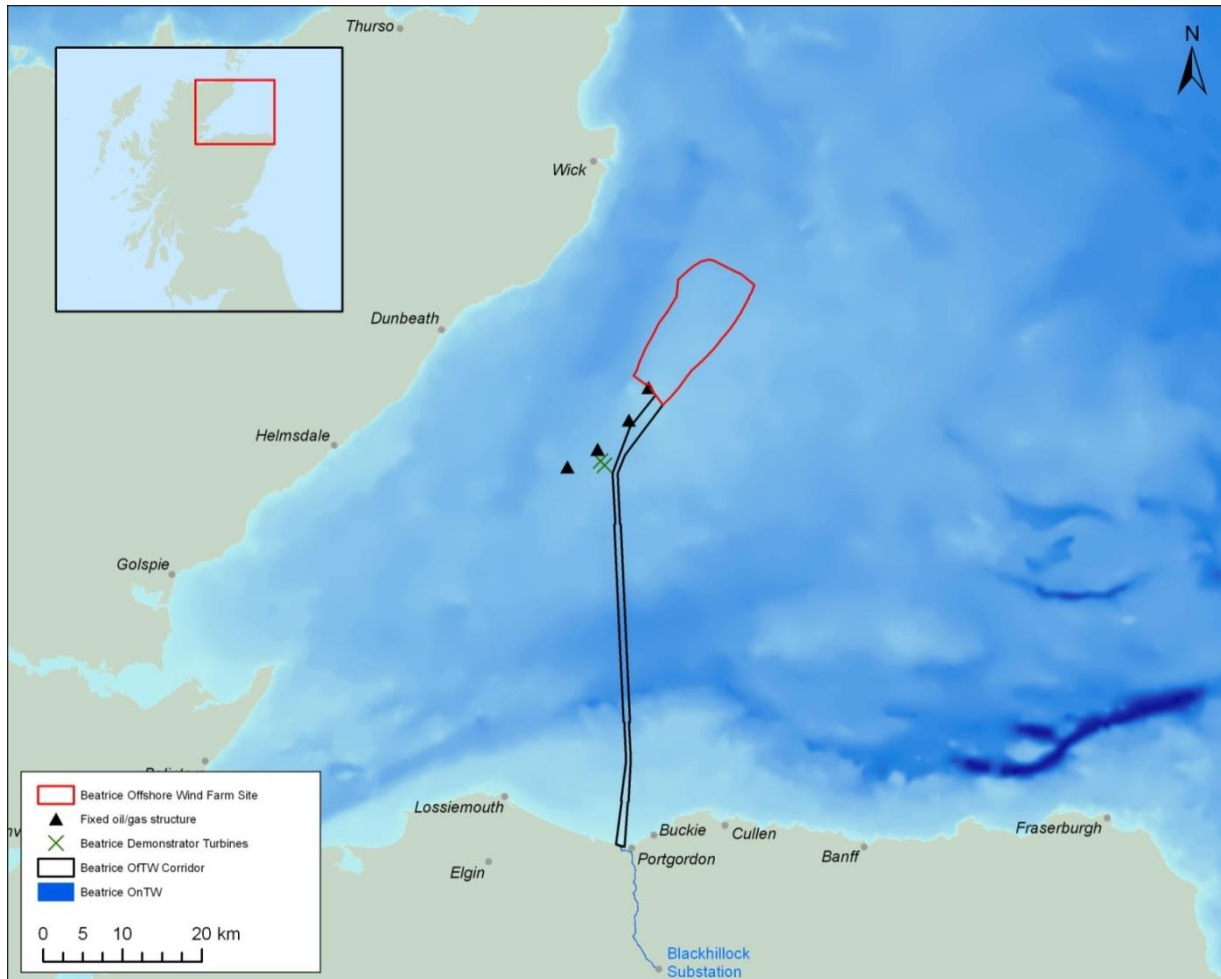 Thurso
N
Wick
Dunbeath
Helmsdale
Golspie
Lossiemouth
Buckie
Cullen
Fraserburgh
Portgordon
Banff
Elgin
Blackhillock
Substation
Beatrice Offshore Wind Farm Site
Fixed oil/gas structure
Beatrice Demonstrator Turbines
Beatrice OfTW Corridor
Beatrice OnTW
0 5 10 20 km